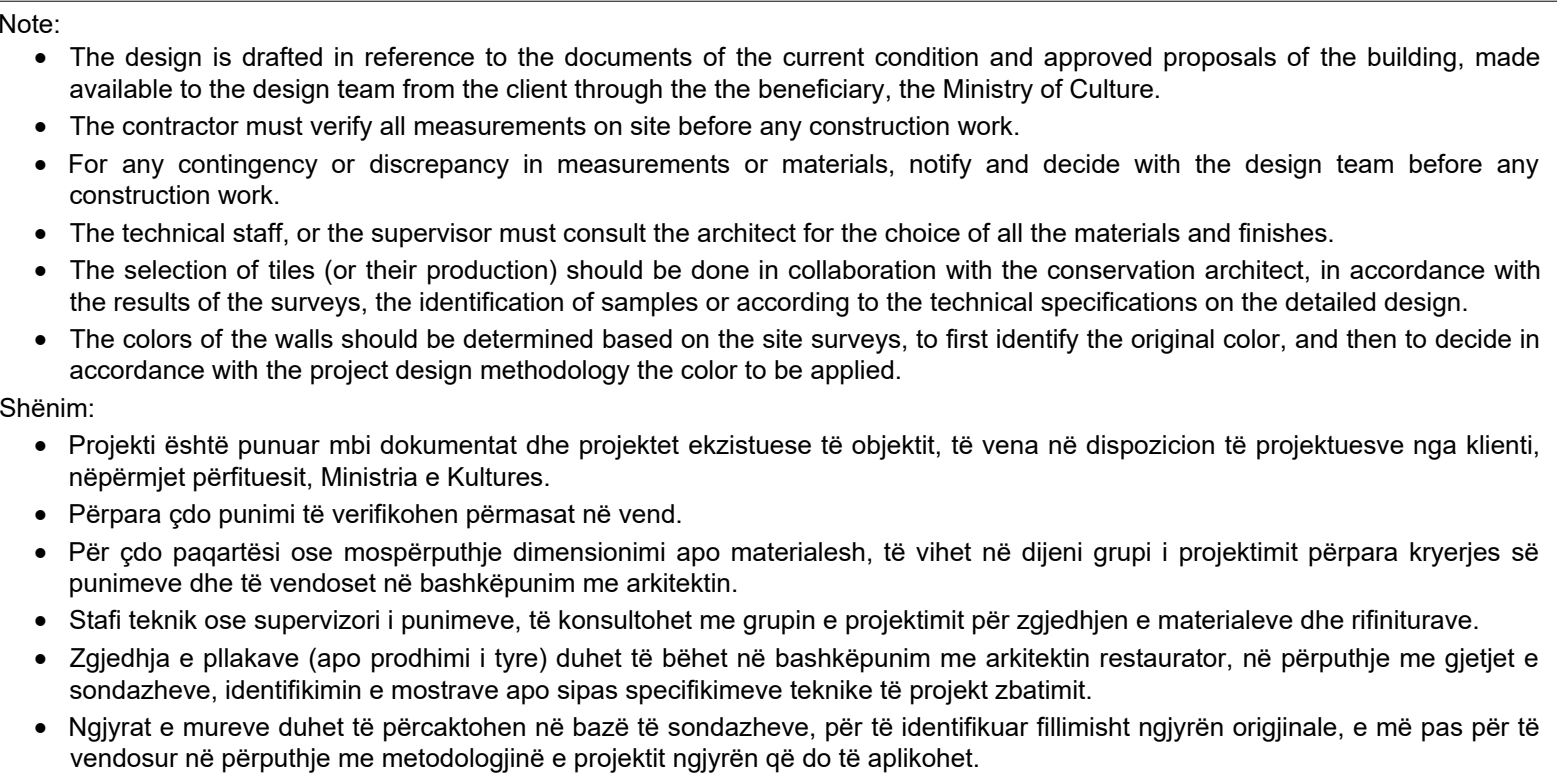 Note:
• The design is drafted in reference to the documents of the current condition and approved proposals of the building, made
available to the design team from the client through the the beneficiary, the Ministry of Culture.
• The contractor must verify all measurements on site before any construction work.
• For any contingency or discrepancy in measurements or materials, notify and decide with the design team before any
construction work.
• The technical staff, or the supervisor must consult the architect for the choice of all the materials and finishes.
• The selection of tiles (or their production) should be done in collaboration with the conservation architect, in accordance with
the results of the surveys, the identification of samples or according to the technical specifications on the detailed design.
• The colors of the walls should be determined based on the site surveys, to first identify the original color, and then to decide in
accordance with the project design methodology the color to be applied.
Shënim:
• Projekti është punuar mbi dokumentat dhe projektet ekzistuese të objektit, të vena në dispozicion të projektuesve nga klienti,
nëpërmjet përfituesit, Ministria e Kultures.
• Përpara çdo punimi të verifikohen përmasat në vend.
• Për çdo paqartësi ose mospërputhje dimensionimi apo materialesh, të vihet në dijeni grupi i projektimit përpara kryerjes së
punimeve dhe të vendoset në bashkëpunim me arkitektin.
• Stafi teknik ose supervizori i punimeve, të konsultohet me grupin e projektimit për zgjedhjen e materialeve dhe rifiniturave.
• Zgjedhja e pllakave (apo prodhimi i tyre) duhet të bëhet në bashkëpunim me arkitektin restaurator, në përputhje me gjetjet e
sondazheve, identifikimin e mostrave apo sipas specifikimeve teknike të projekt zbatimit.
• Ngjyrat e mureve duhet të përcaktohen në bazë të sondazheve, për të identifikuar fillimisht ngjyrën origjinale, e më pas për të
vendosur në përputhje me metodologjinë e projektit ngjyrën që do të aplikohet.